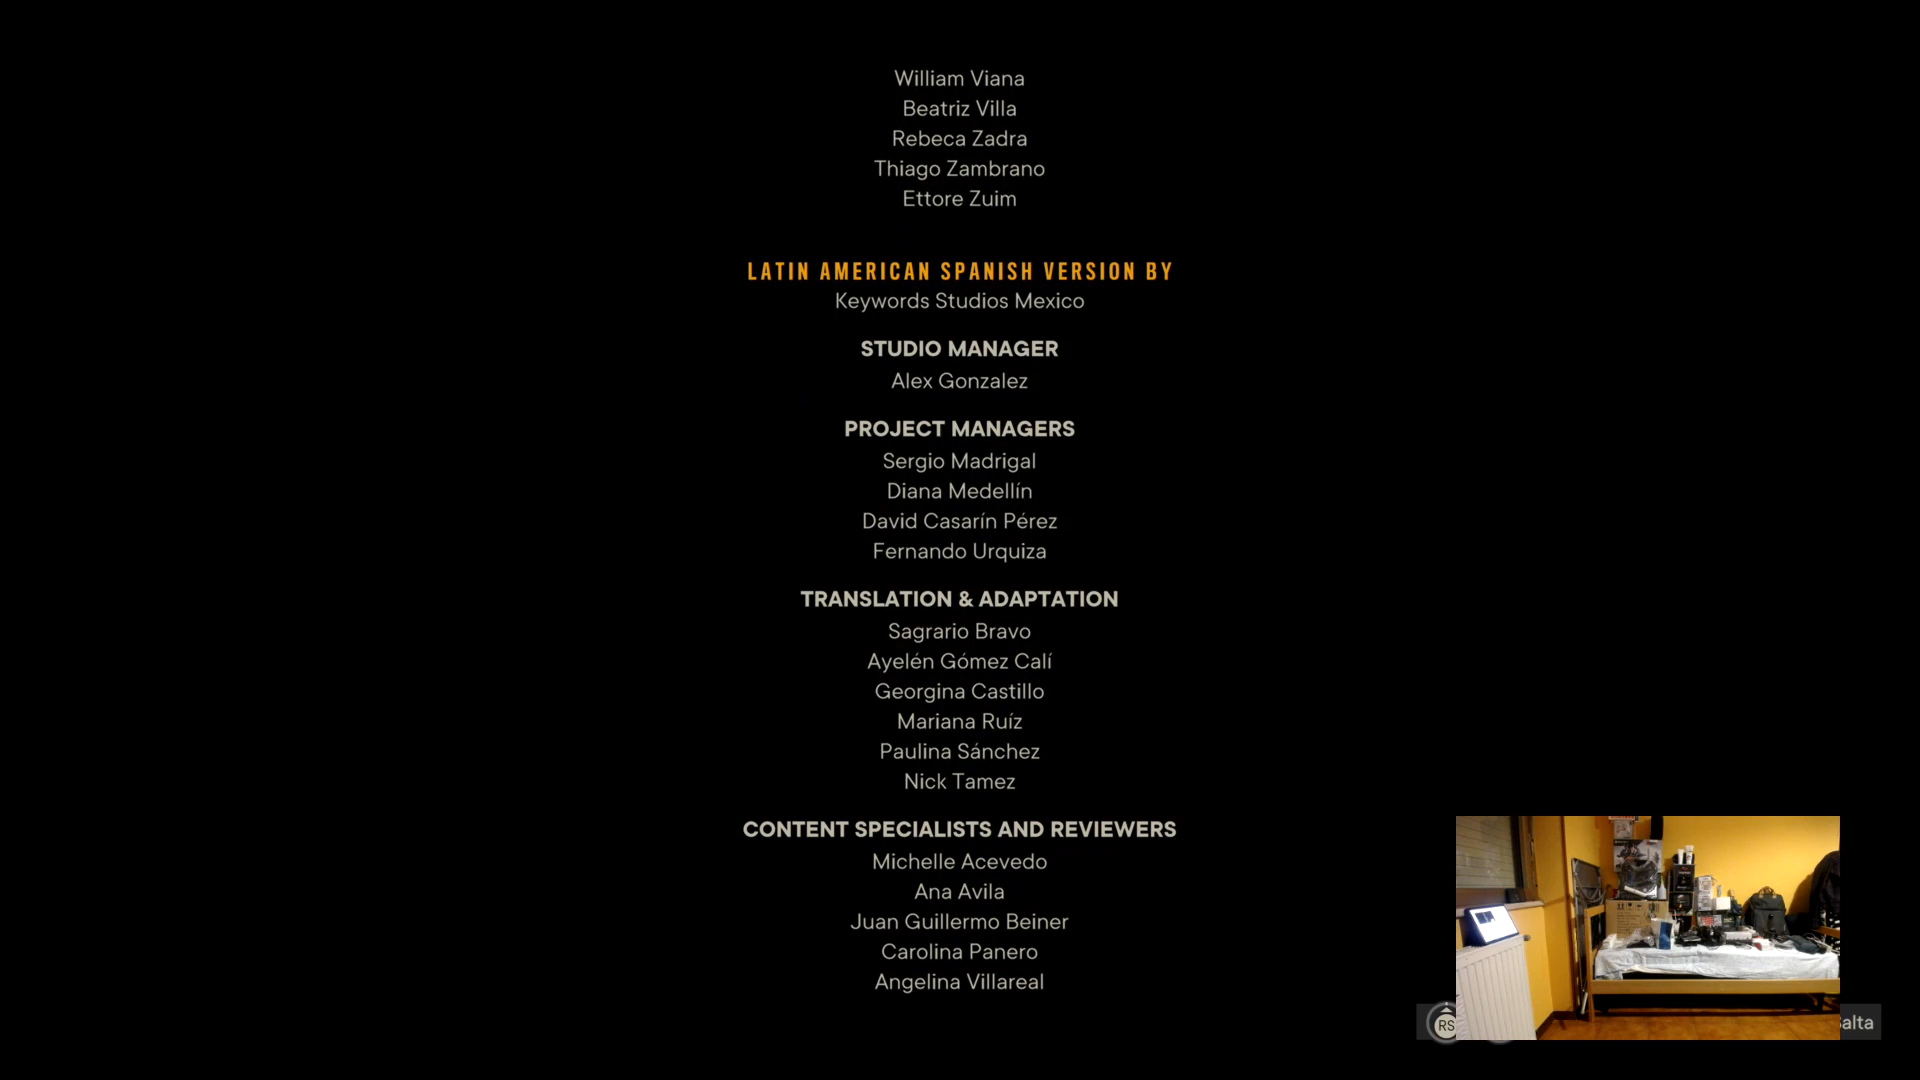 William Viana
Beatriz Villa
Rebeca Zadra
Thiago Zambrano
Ettore Zuim
LATIN AMERICAN SPANISH VERSION BY
Keywords Studios Mexico
STUDIO MANAGER
Alex Gonzalez
PROJECT MANAGERS
Sergio Madrigal
Diana Medellín
David Casarín Pérez
Fernando Urquiza
TRANSLATION & ADAPTATION
Sagrario Bravo
Ayelén Gómez Calí
Georgina Castillo
Mariana Ruíz
Paulina Sánchez
Nick Tamez
CONTENT SPECIALISTS AND REVIEWERS
Michelle Acevedo
Ana Avila
Juan Guillermo Beiner
Carolina Panero
Angelina Villareal
RS